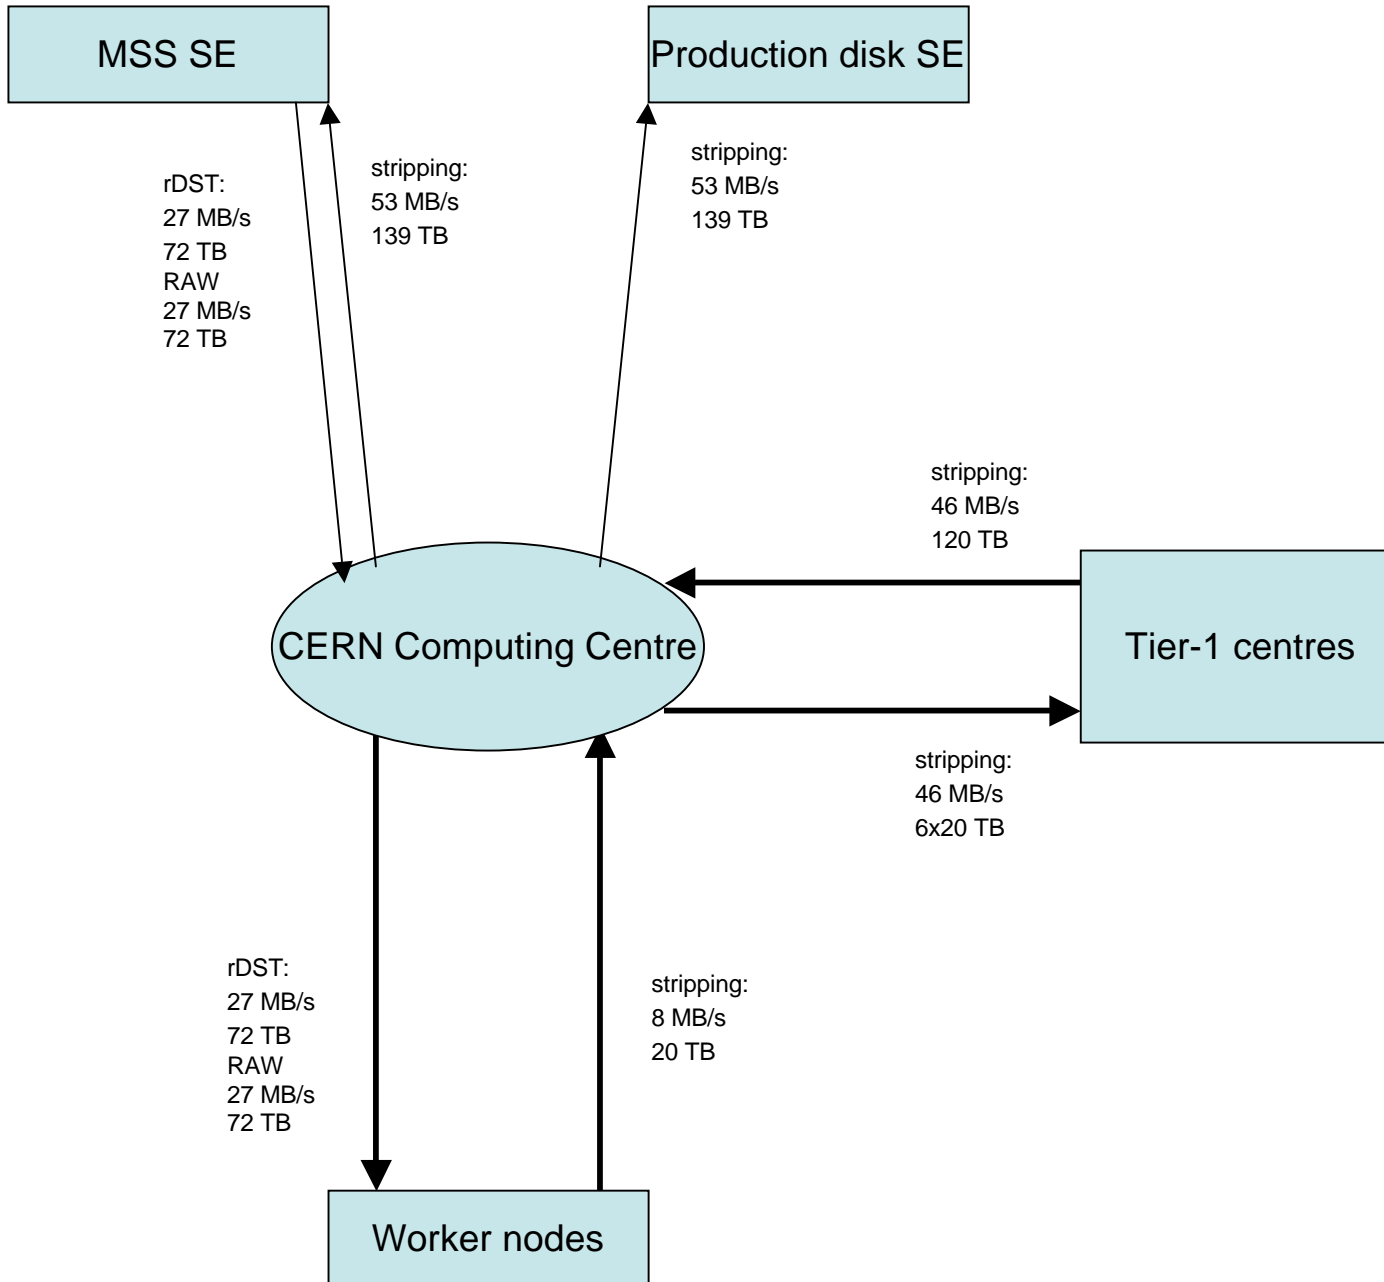 MSS SE
Production disk SE
rDST:
27 MB/s
72 TB
RAW
27 MB/s
72 TB
stripping:
53 MB/s
139 TB
stripping:
53 MB/s
139 TB
stripping:
46 MB/s
120 TB
CERN Computing Centre
Tier-1 centres
stripping:
46 MB/s
6x20 TB
rDST:
27 MB/s
72 TB
RAW
27 MB/s
72 TB
stripping:
8 MB/s
20 TB
Worker nodes